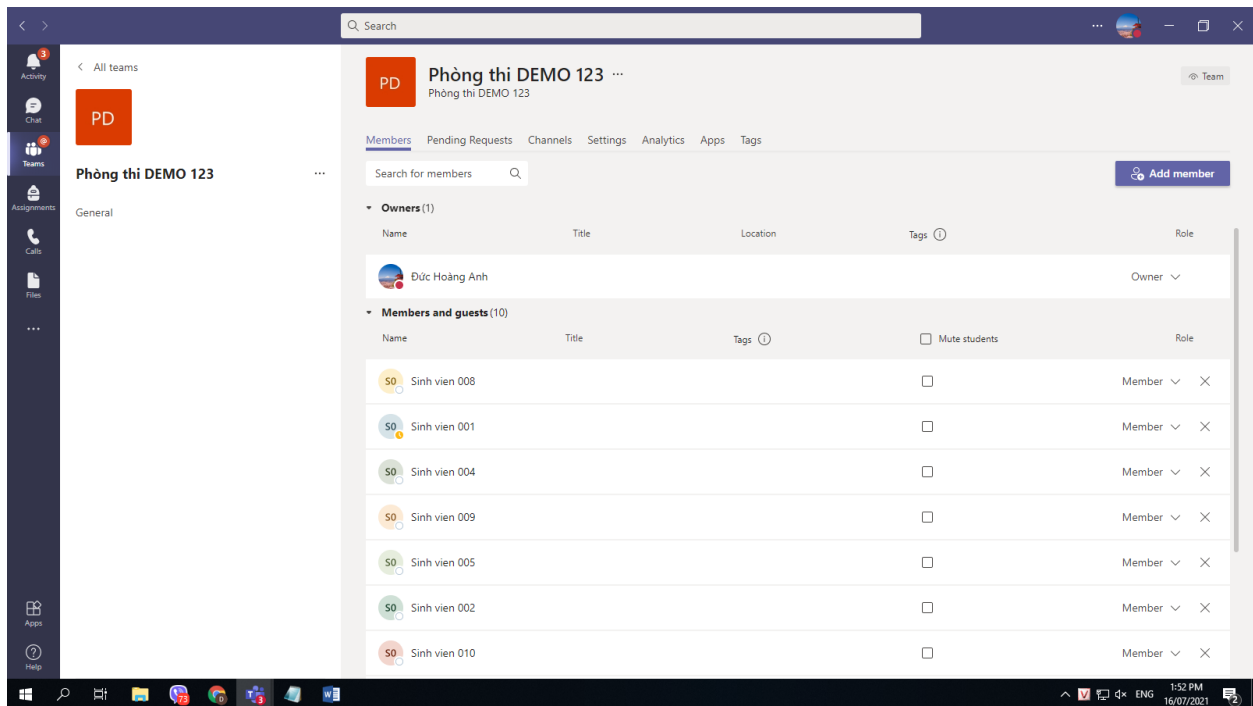 Search
3
Activity
Chat
Teams
Assignments
Calls
Files
Apps
Help
All teams
PD
Phòng thi DEMO 123
General
PD
Phòng thi DEMO 123
Phòng thi DEMO 123
Team
Members Pending Requests Channels Settings Analytics Apps Tags
Search for members
Add member
Owners (1)
Name Title Location Tags Role
Đức Hoàng Anh Owner
Members and guests (10)
Name Title Tags Mute students Role
S0 Sinh vien 008 Member
S0 Sinh vien 001 Member
S0 Sinh vien 004 Member
S0 Sinh vien 009 Member
S0 Sinh vien 005 Member
S0 Sinh vien 002 Member
S0 Sinh vien 010 Member
73
3
ENG
1:52 PM
16/07/2021
2